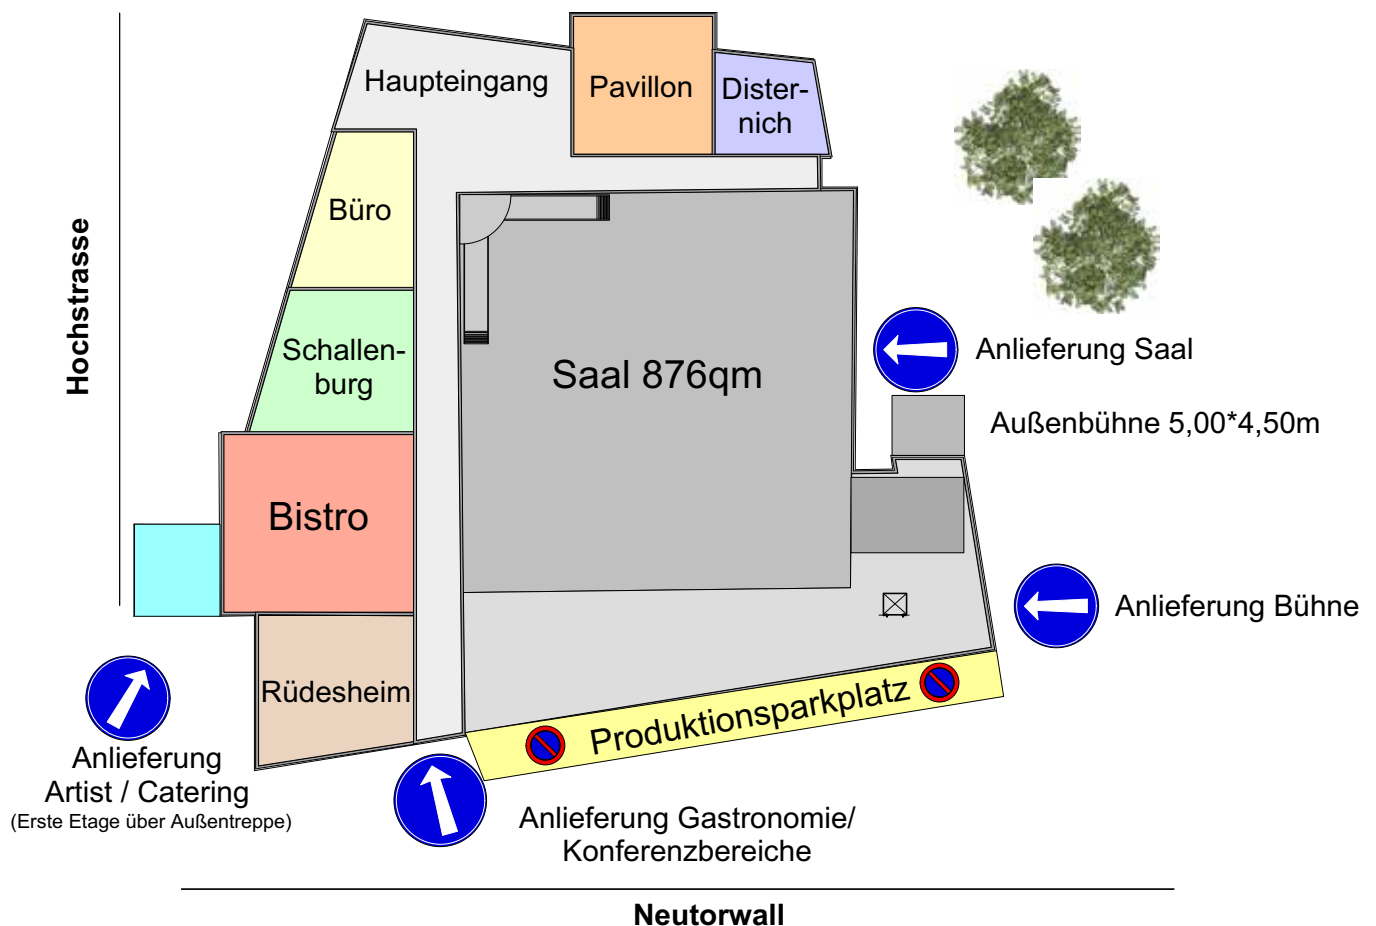 Haupteingang
Pavillon
Dister-
nich
Büro
Hochstrasse
Schallen-
burg
Saal 876qm
Anlieferung Saal
Außenbühne 5,00*4,50m
Bistro
Anlieferung Bühne
Rüdesheim
Produktionsparkplatz
Anlieferung
Artist / Catering
(Erste Etage über Außentreppe)
Anlieferung Gastronomie/
Konferenzbereiche
Neutorwall